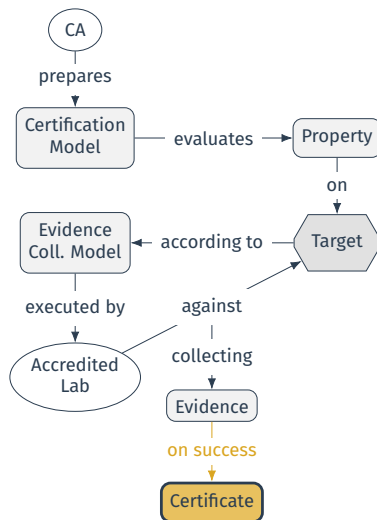 CA
prepares
Certification
Model
evaluates
Property
on
Evidence
Coll. Model
according to
Target
executed by
against
Accredited
Lab
collecting
Evidence
on success
Certificate